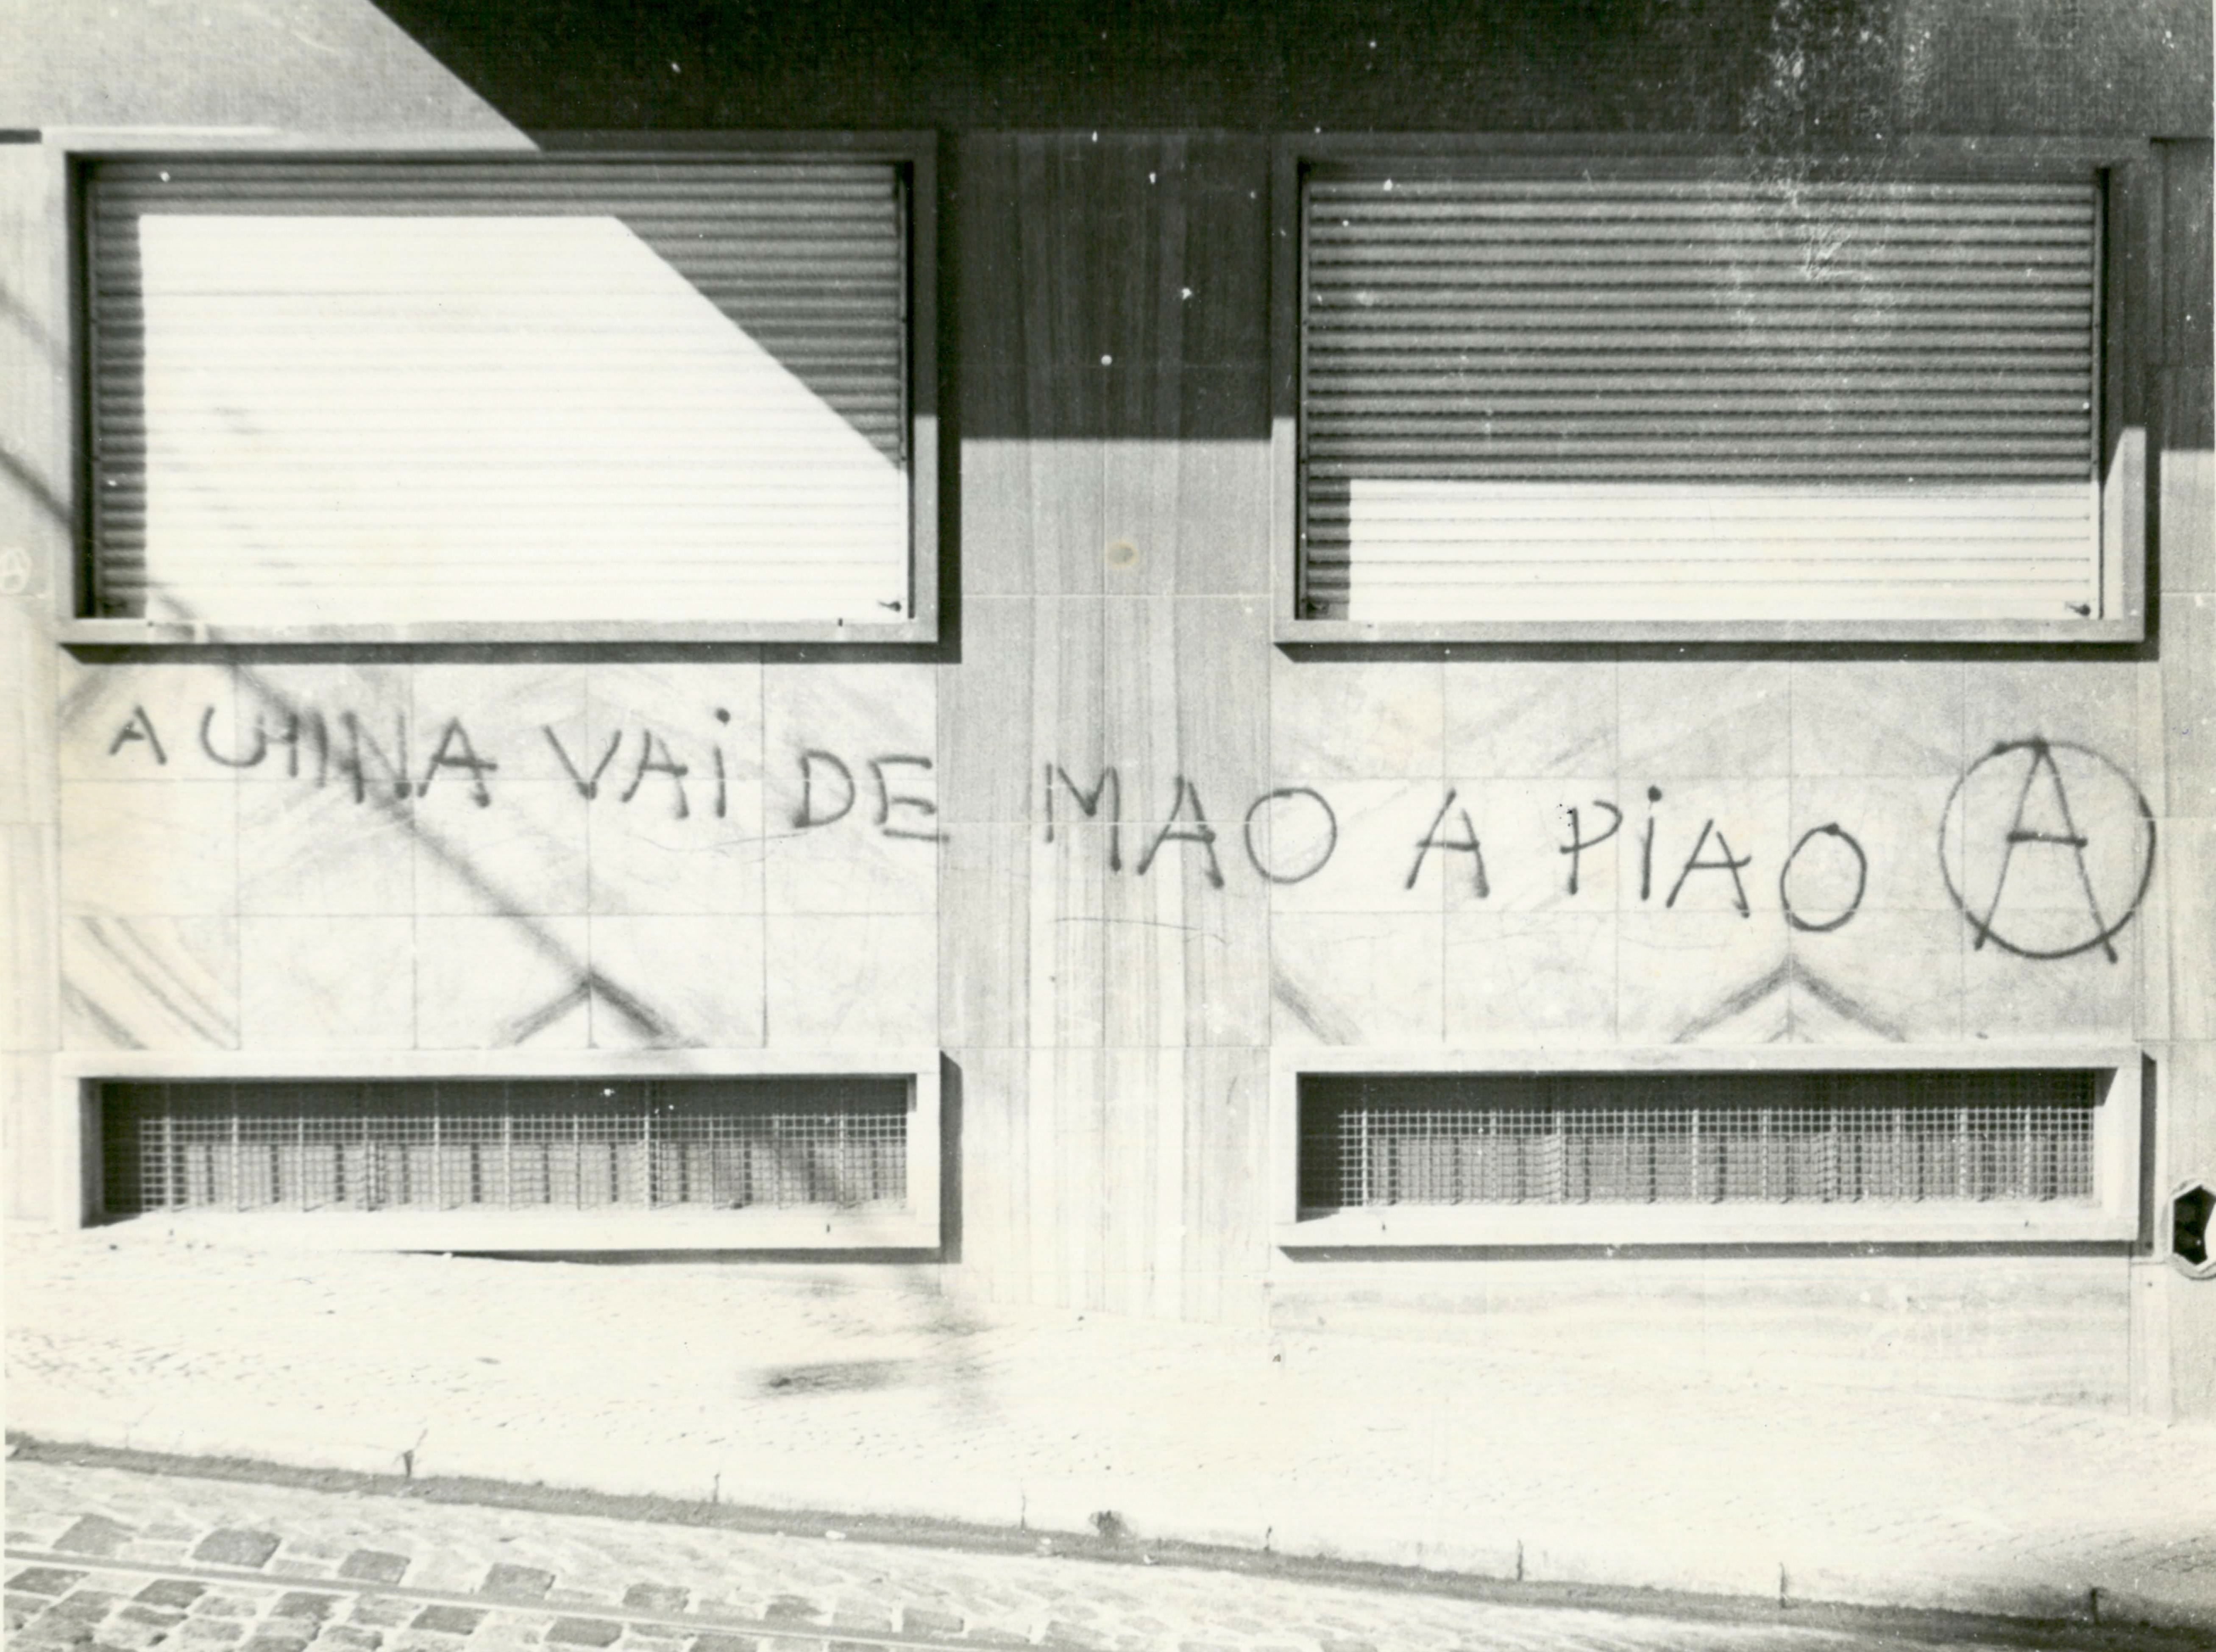 A CHINA VAi DE MAO A PiAO Ⓐ